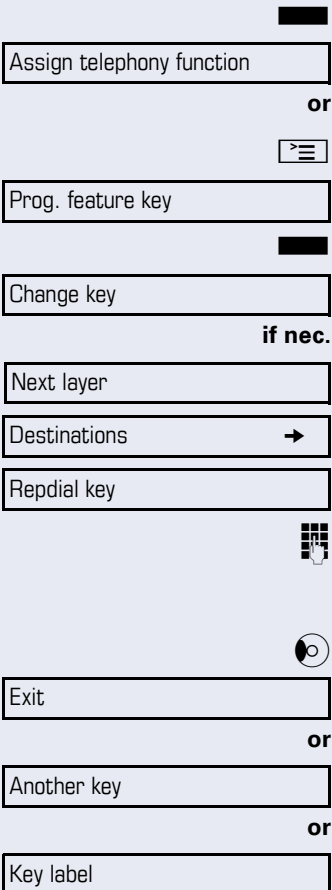 Assign telephony function
or
Prog. feature key
Change key
if nec.
Next layer
Destinations →
Repdial key
Exit
or
Another key
or
Key label